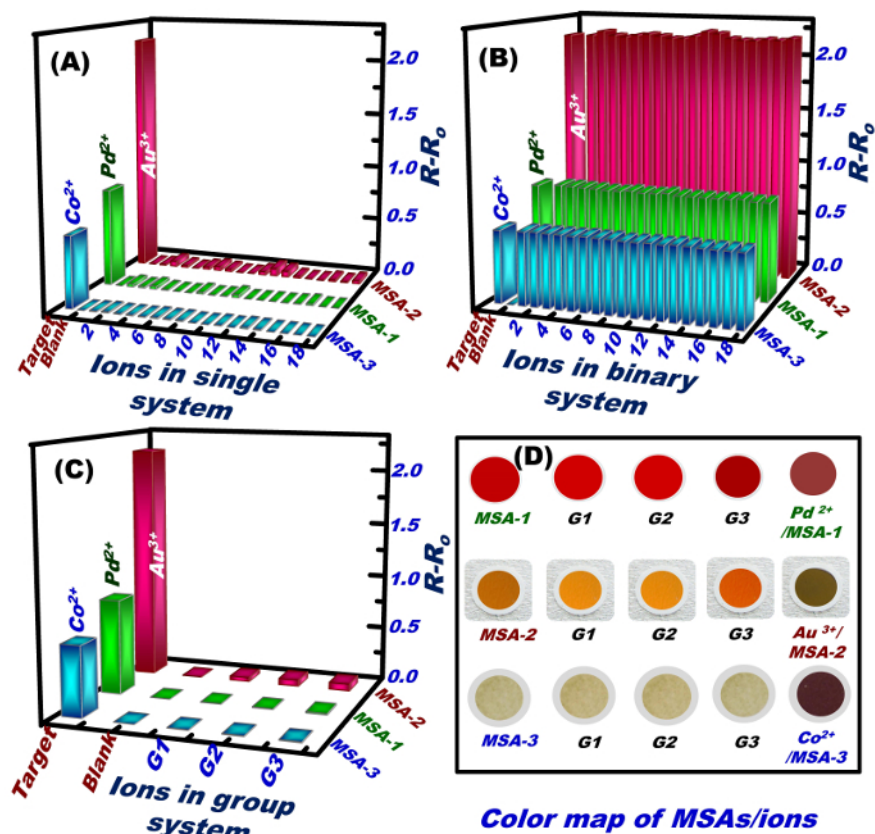 (A)
Co2+
Pd2+
Au3+
2.0
1.5
1.0
0.5
0.0
R-Ro
Target
Blank
2
4
6
8
10
12
14
16
18
MSA-2
MSA-1
MSA-3
Ions in single
system
(B)
Co2+
Pd2+
Au3+
2.0
1.5
1.0
0.5
0.0
R-Ro
Target
Blank
2
4
6
8
10
12
14
16
18
MSA-2
MSA-1
MSA-3
Ions in binary
system
(C)
Co2+
Pd2+
Au3+
2.0
1.5
1.0
0.5
0.0
R-Ro
Target
Blank
G1
G2
G3
MSA-2
MSA-1
MSA-3
Ions in group
system
(D)
MSA-1 G1 G2 G3 Pd 2+
/MSA-1
MSA-2 G1 G2 G3 Au 3+/
MSA-2
MSA-3 G1 G2 G3 Co2+
/MSA-3
Color map of MSAs/ions